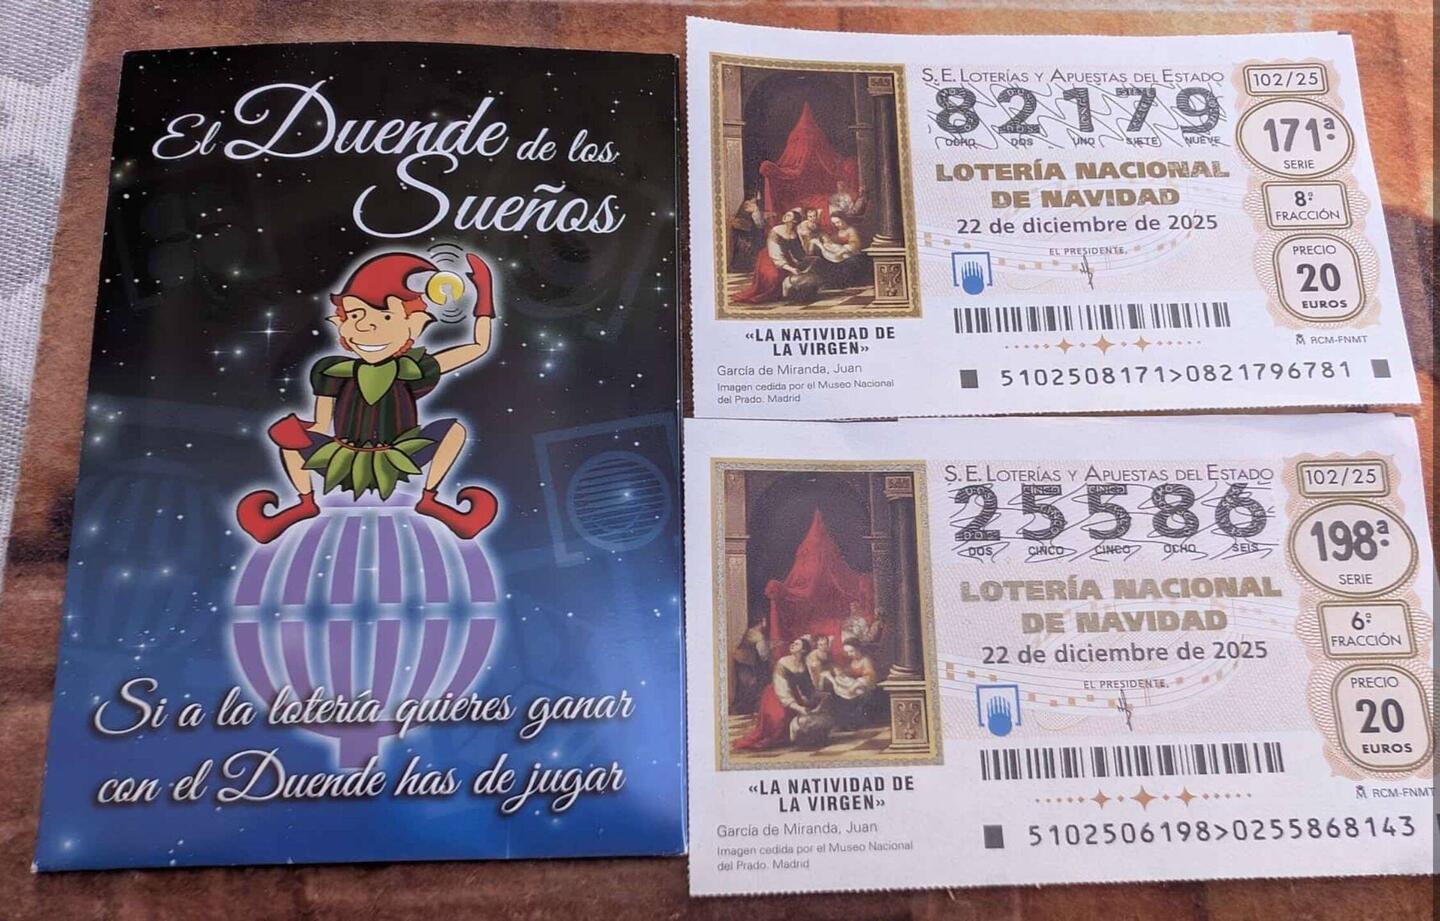 El Duende de los
Sueños
Si a la lotería quieres ganar
con el Duende has de jugar
S.E. LOTERÍAS Y APUESTAS DEL ESTADO
82179
OCHO DOS UNO SIETE NUEVE
LOTERÍA NACIONAL
DE NAVIDAD
22 de diciembre de 2025
EL PRESIDENTE,
102/25
171ª
SERIE
8ª
FRACCIÓN
PRECIO
20
EUROS
RCM-FNMT
«LA NATIVIDAD DE
LA VIRGEN»
García de Miranda, Juan
Imagen cedida por el Museo Nacional
del Prado. Madrid
5102508171>0821796781
S.E. LOTERÍAS Y APUESTAS DEL ESTADO
25586
DOS CINCO CINCO OCHO SEIS
LOTERÍA NACIONAL
DE NAVIDAD
22 de diciembre de 2025
EL PRESIDENTE,
102/25
198ª
SERIE
6ª
FRACCIÓN
PRECIO
20
EUROS
RCM-FNMT
«LA NATIVIDAD DE
LA VIRGEN»
García de Miranda, Juan
Imagen cedida por el Museo Nacional
del Prado. Madrid
5102506198>0255868143